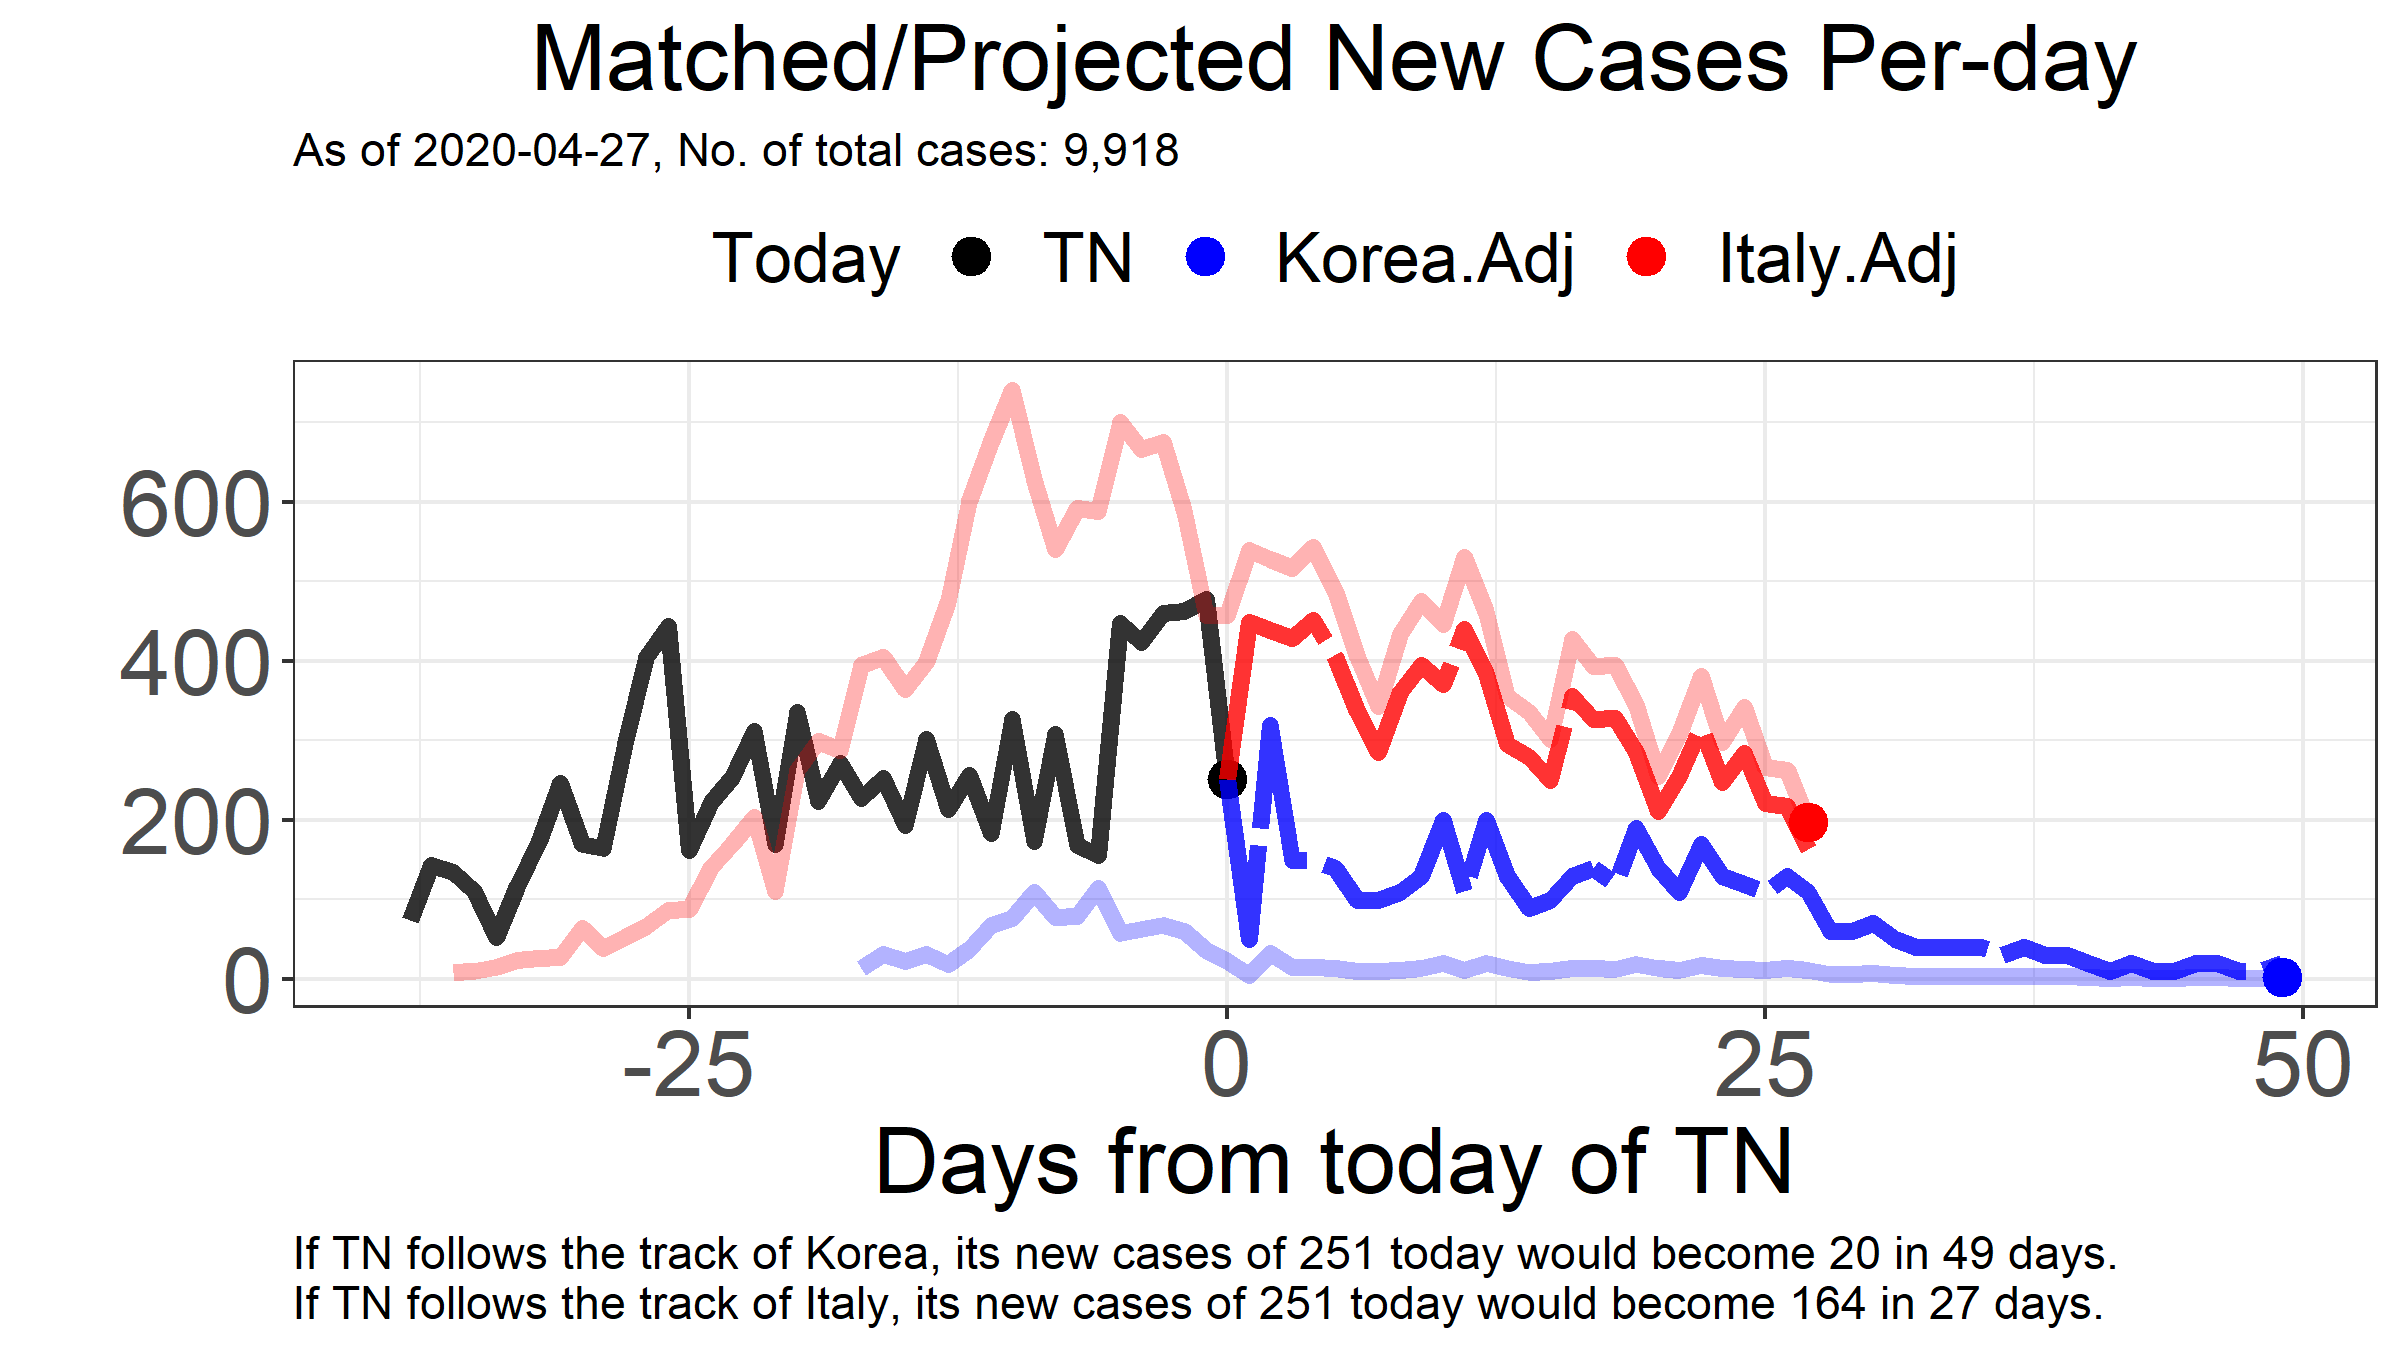 Matched/Projected New Cases Per-day
As of 2020-04-27, No. of total cases: 9,918
Today TN Korea.Adj Italy.Adj
600
400
200
0
-25 0 25 50
Days from today of TN
If TN follows the track of Korea, its new cases of 251 today would become 20 in 49 days.
If TN follows the track of Italy, its new cases of 251 today would become 164 in 27 days.